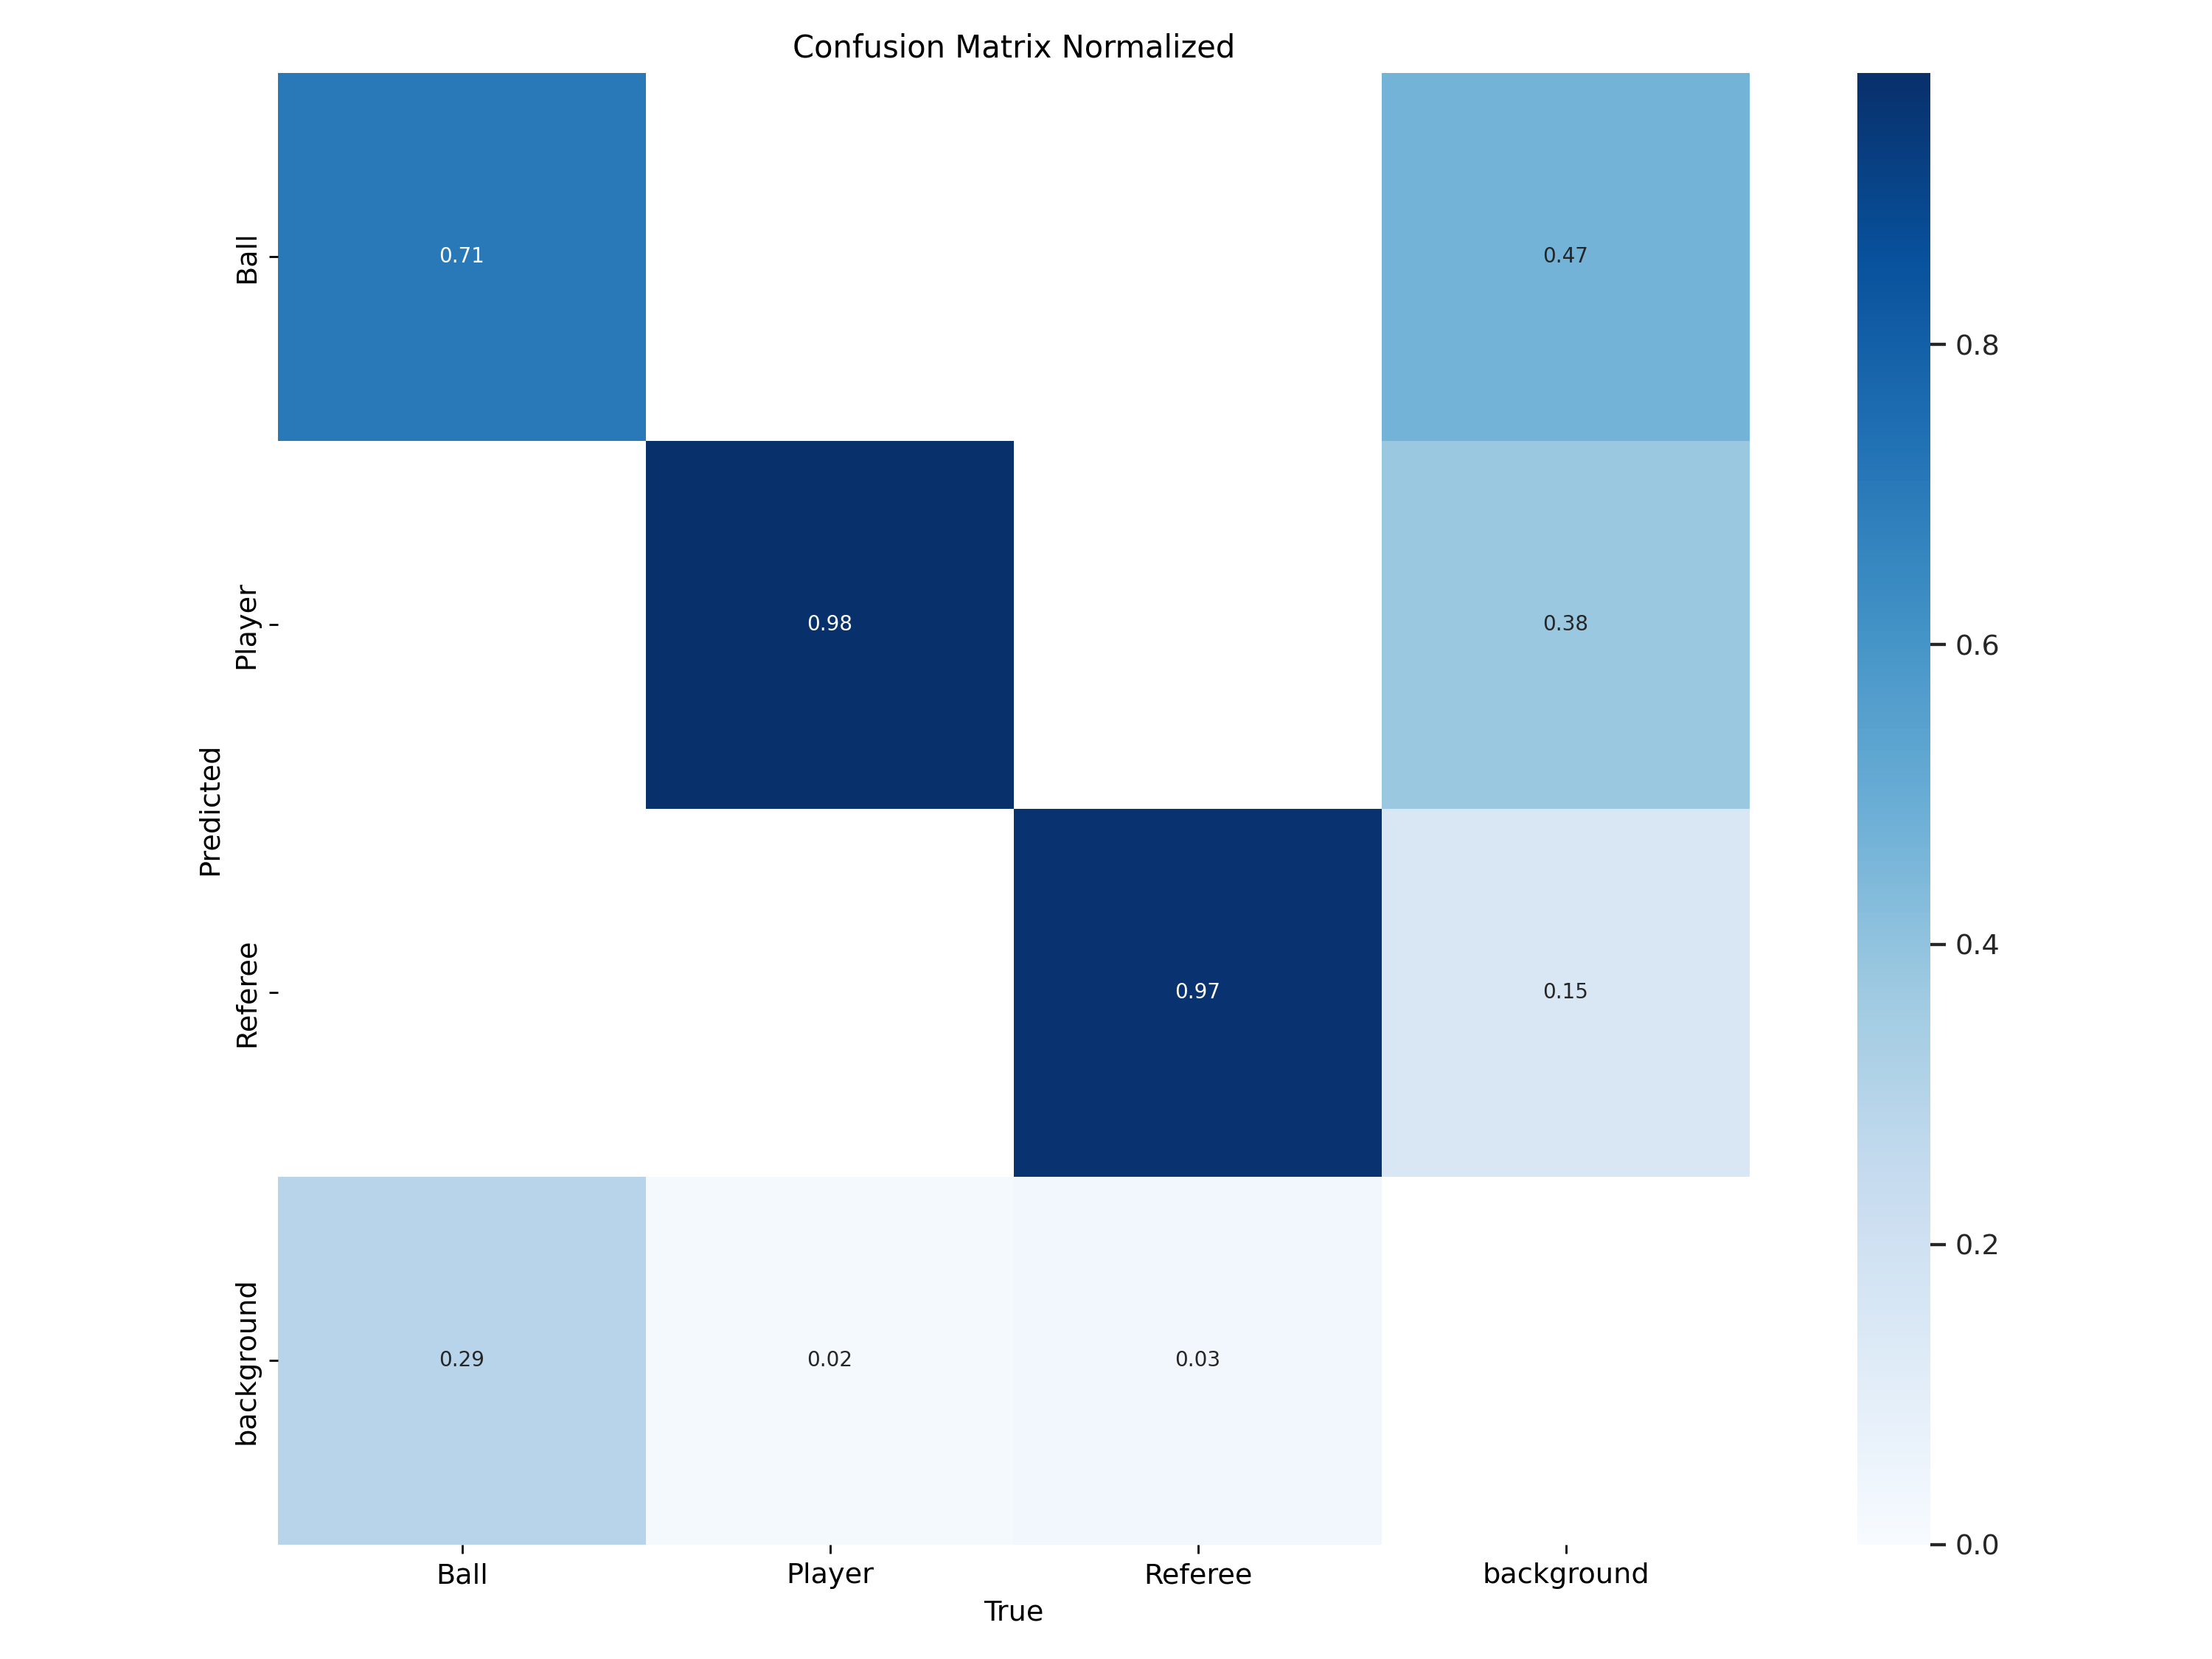 Confusion Matrix Normalized
Ball
0.71
0.47
Player
0.98
0.38
Referee
0.97
0.15
background
0.29
0.02
0.03
Predicted
Ball
Player
Referee
background
True
0.8
0.6
0.4
0.2
0.0